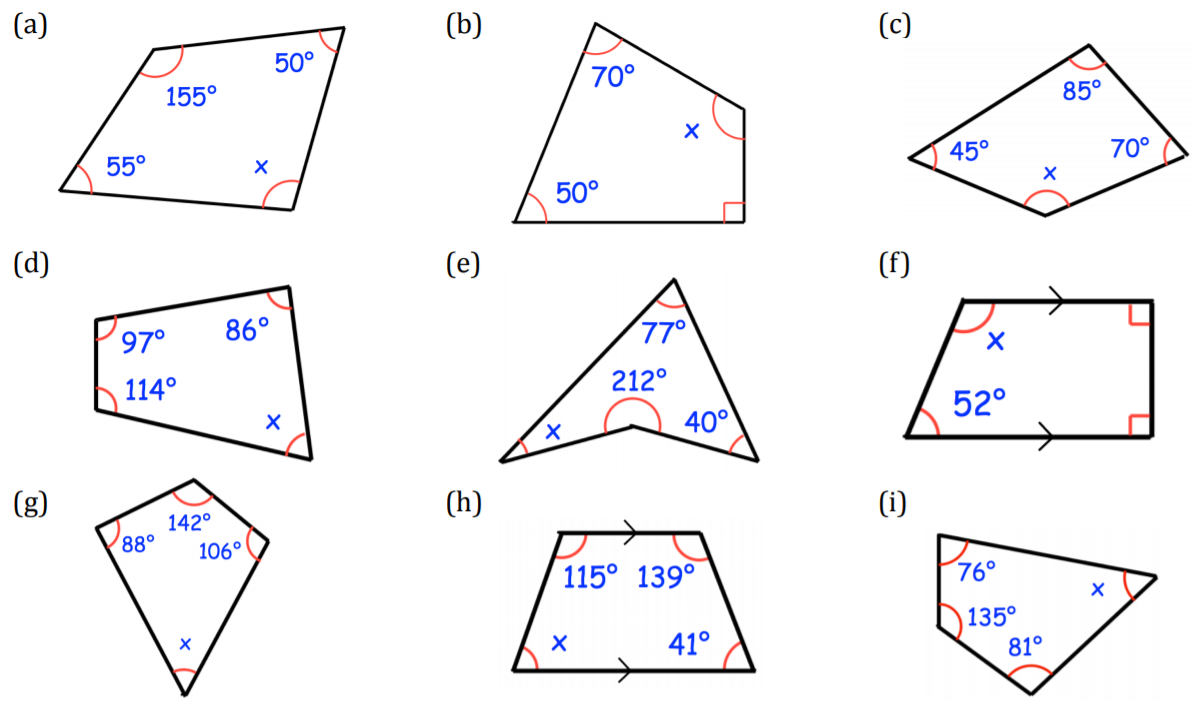 (a)
50°
155°
55°
x
(b)
70°
x
50°
(c)
85°
45°
70°
x
(d)
97°
86°
114°
x
(e)
77°
212°
x
40°
(f)
x
52°
(g)
142°
88°
106°
x
(h)
115° 139°
x
41°
(i)
76°
x
135°
81°